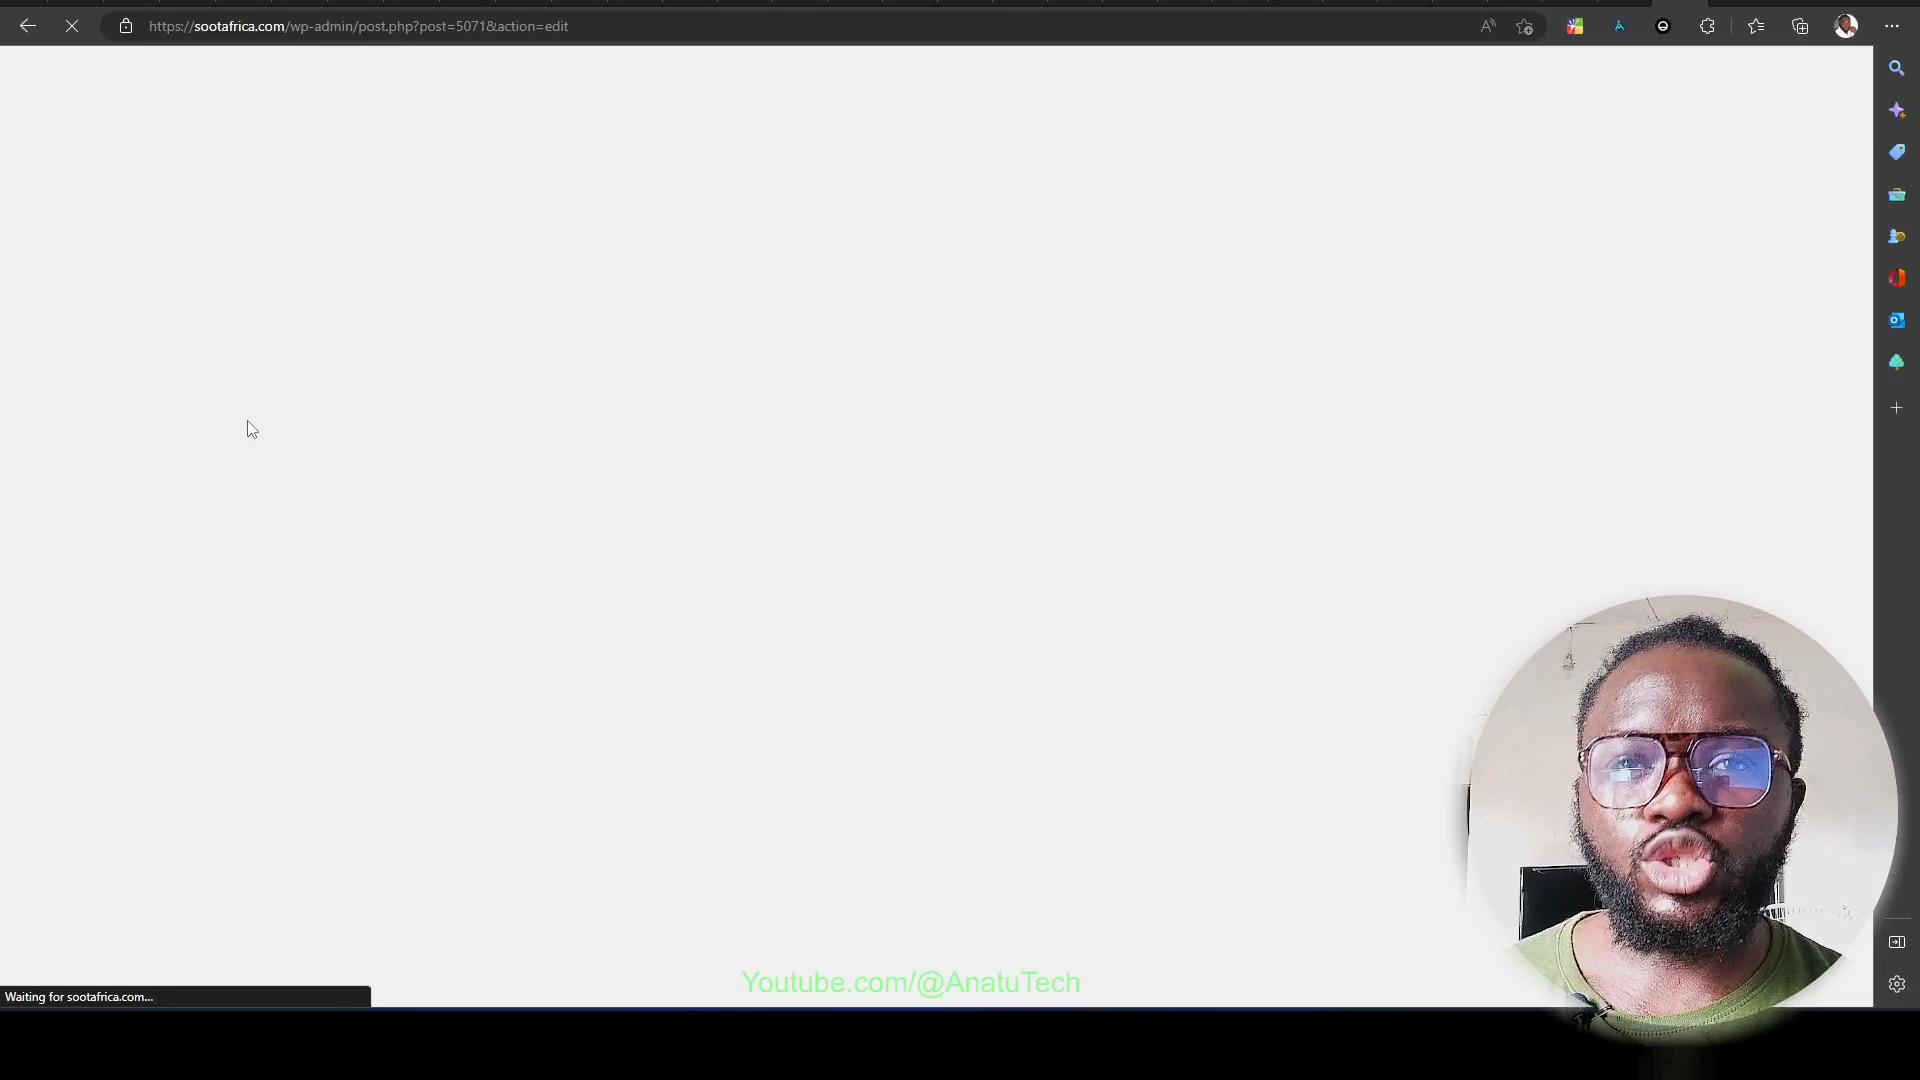 https://sootafrica.com/wp-admin/post.php?post=5071&action=edit
Youtube.com/@AnatuTech
Waiting for sootafrica.com...